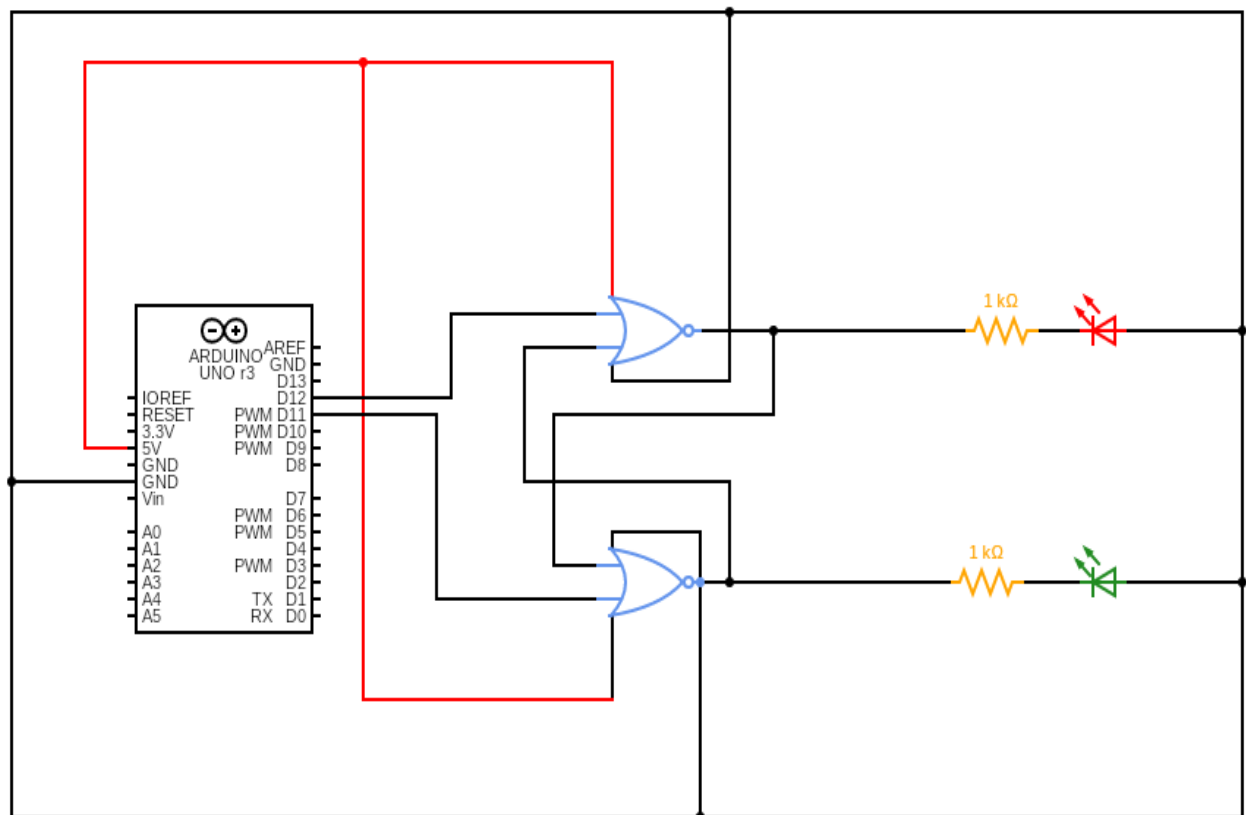 1 kΩ
ARDUINO
UNO r3
AREF
GND
D13
IOREF D12
RESET PWM D11
3.3V PWM D10
5V PWM D9
GND D8
GND
Vin D7
PWM D6
A0 PWM D5
A1 D4
A2 PWM D3
A3 D2
A4 TX D1
A5 RX D0
1 kΩ